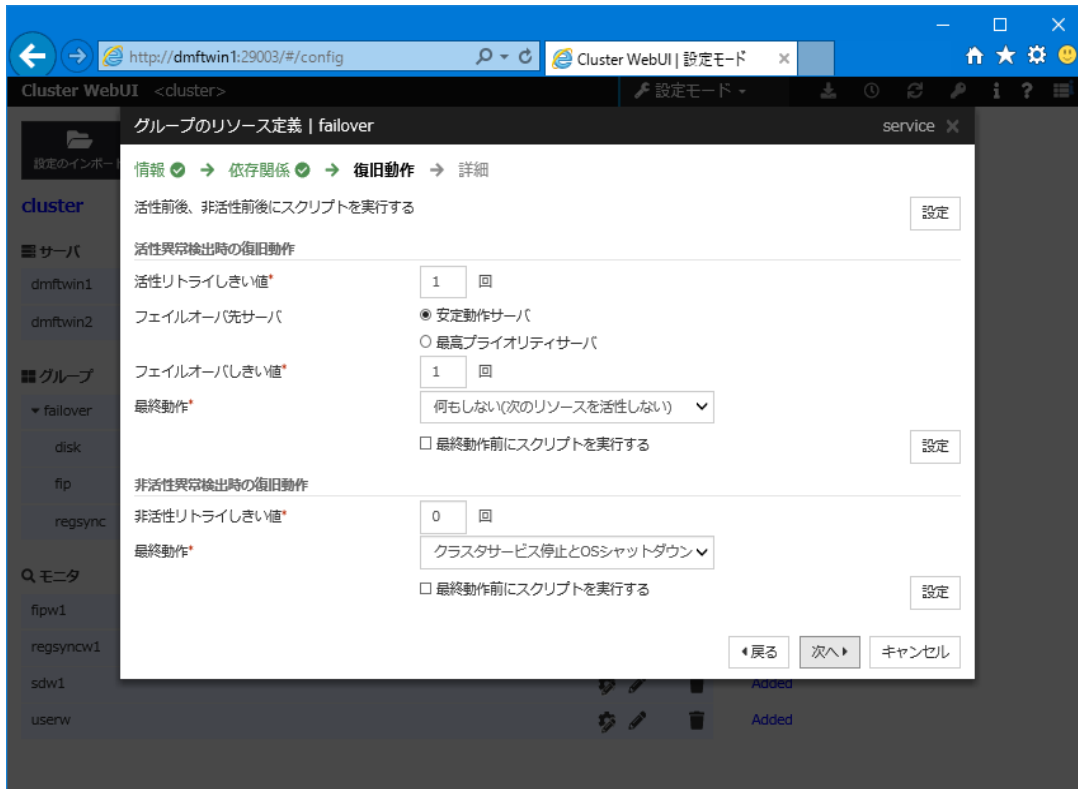 http://dmftwin1:29003/#/config
Cluster WebUI | 設定モード
Cluster WebUI <cluster>
設定モード
グループのリソース定義 | failover
service
設定のインポート
情報 → 依存関係 → 復旧動作 → 詳細
cluster
活性前後、非活性前後にスクリプトを実行する
設定
サーバ
活性異常検出時の復旧動作
dmftwin1
活性リトライしきい値*
1 回
dmftwin2
フェイルオーバ先サーバ
安定動作サーバ
最高プライオリティサーバ
グループ
フェイルオーバしきい値*
1 回
failover
最終動作*
何もしない(次のリソースを活性しない)
disk
最終動作前にスクリプトを実行する
設定
fip
非活性異常検出時の復旧動作
regsync
非活性リトライしきい値*
0 回
最終動作*
クラスタサービス停止とOSシャットダウン
モニタ
最終動作前にスクリプトを実行する
設定
fipw1
regsyncw1
戻る
次へ
キャンセル
sdw1
Added
userw
Added